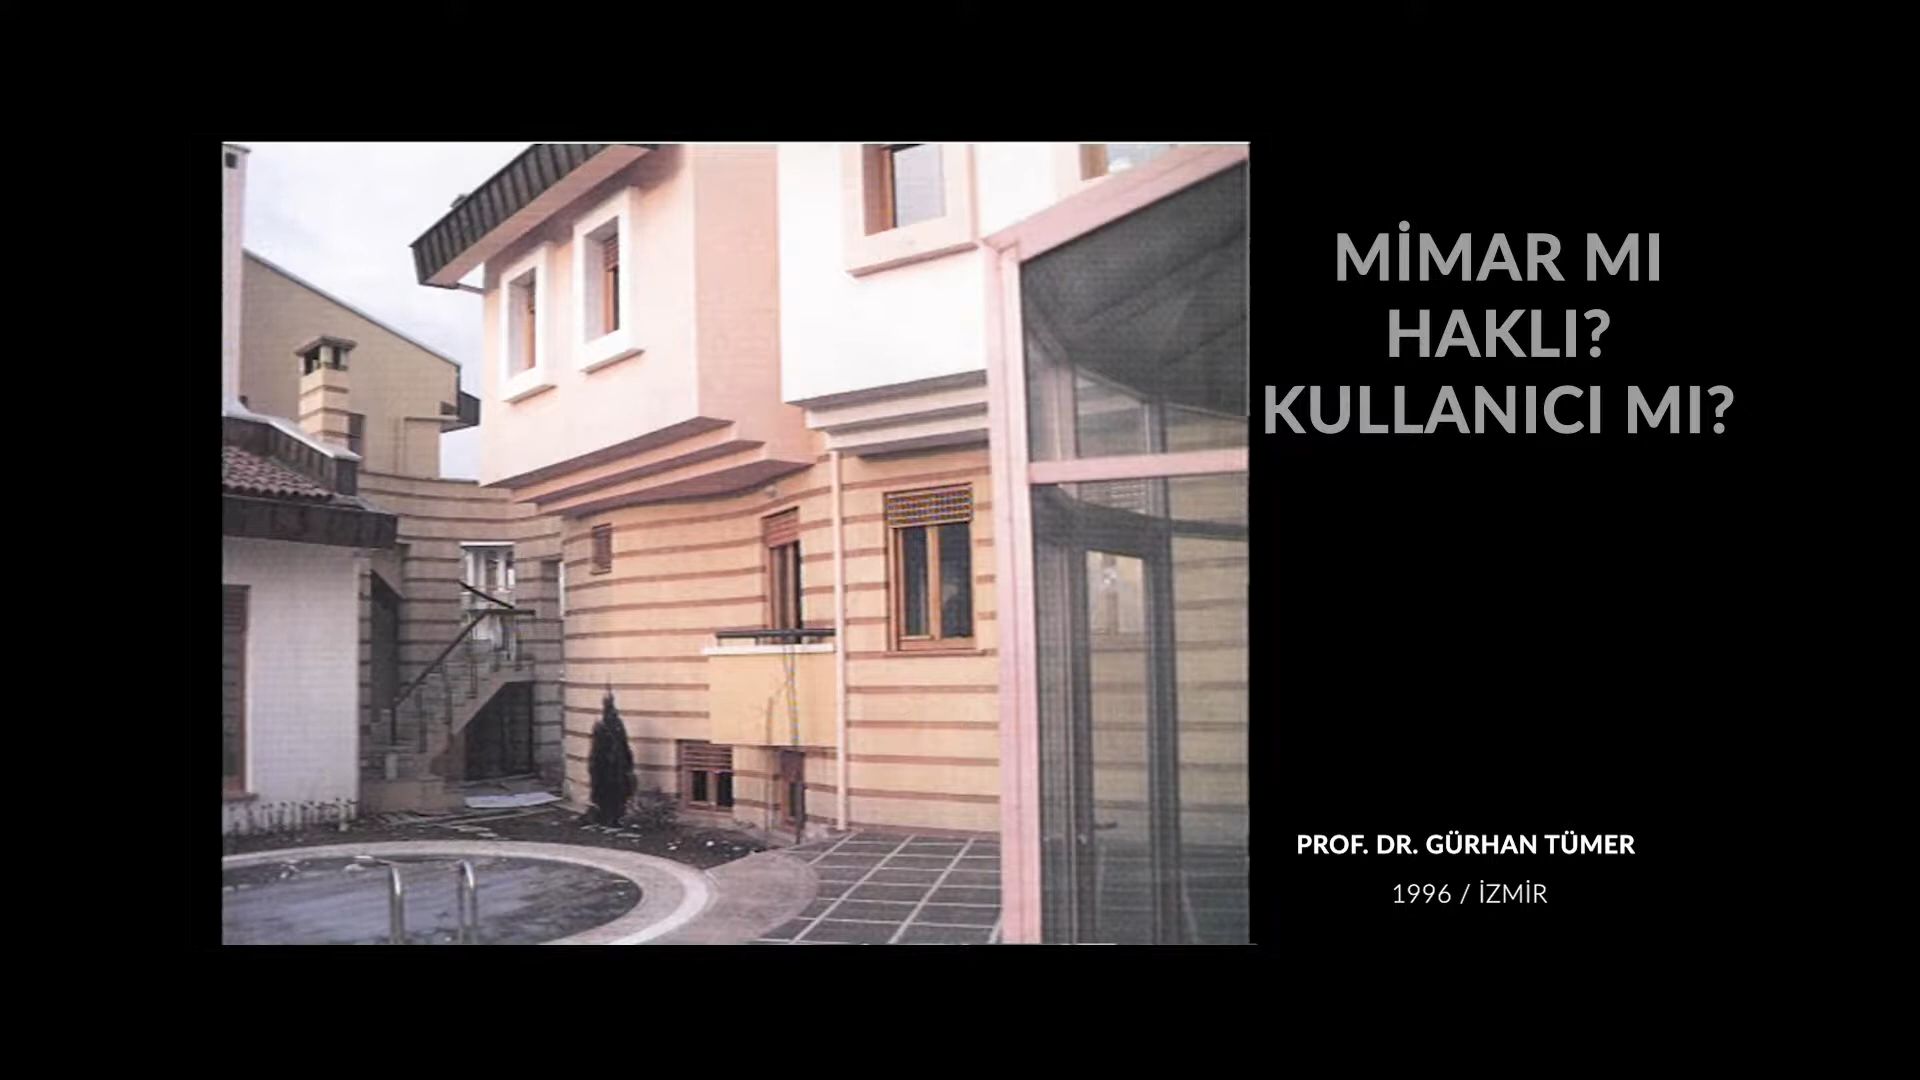 MİMAR MI
HAKLI?
KULLANICI MI?
PROF. DR. GÜRHAN TÜMER
1996 / İZMİR